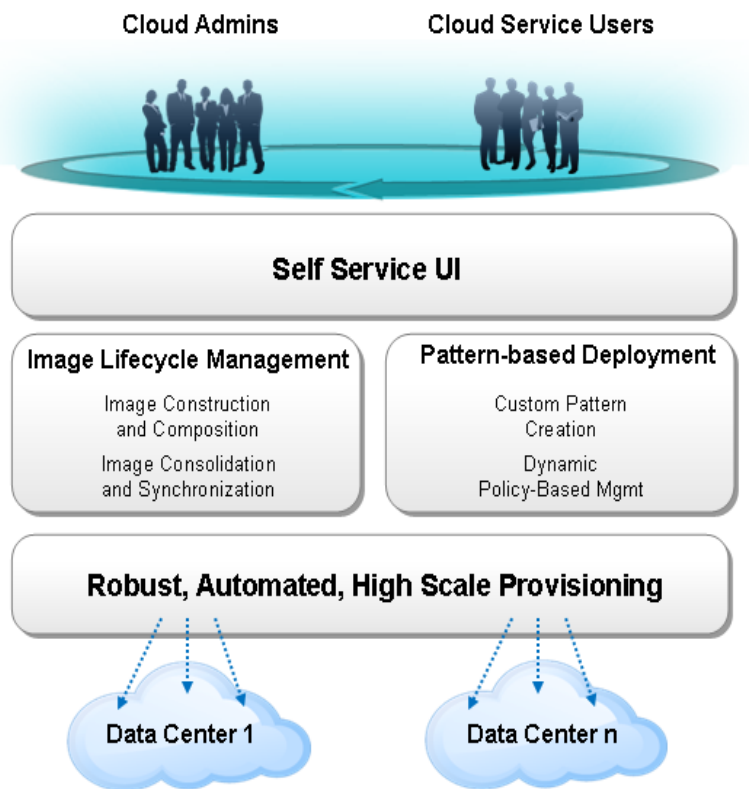 Cloud Admins
Cloud Service Users
Self Service UI
Image Lifecycle Management
Image Construction
and Composition
Image Consolidation
and Synchronization
Pattern-based Deployment
Custom Pattern
Creation
Dynamic
Policy-Based Mgmt
Robust, Automated, High Scale Provisioning
Data Center 1
Data Center n